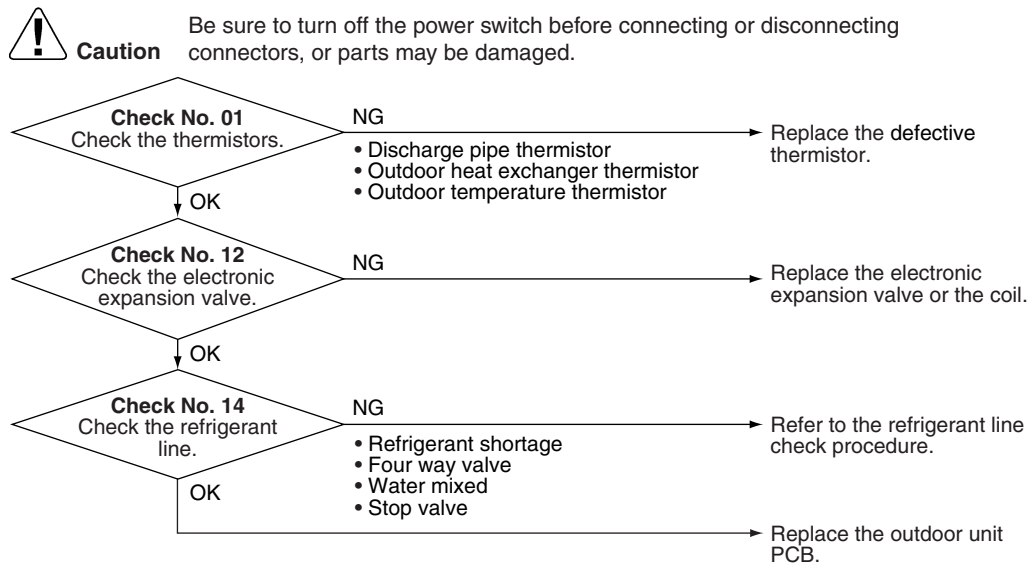 Be sure to turn off the power switch before connecting or disconnecting
Caution connectors, or parts may be damaged.
Check No. 01
Check the thermistors.
NG
• Discharge pipe thermistor
• Outdoor heat exchanger thermistor
• Outdoor temperature thermistor
Replace the defective
thermistor.
OK
Check No. 12
Check the electronic
expansion valve.
NG
Replace the electronic
expansion valve or the coil.
OK
Check No. 14
Check the refrigerant
line.
NG
• Refrigerant shortage
• Four way valve
• Water mixed
• Stop valve
Refer to the refrigerant line
check procedure.
OK
Replace the outdoor unit
PCB.